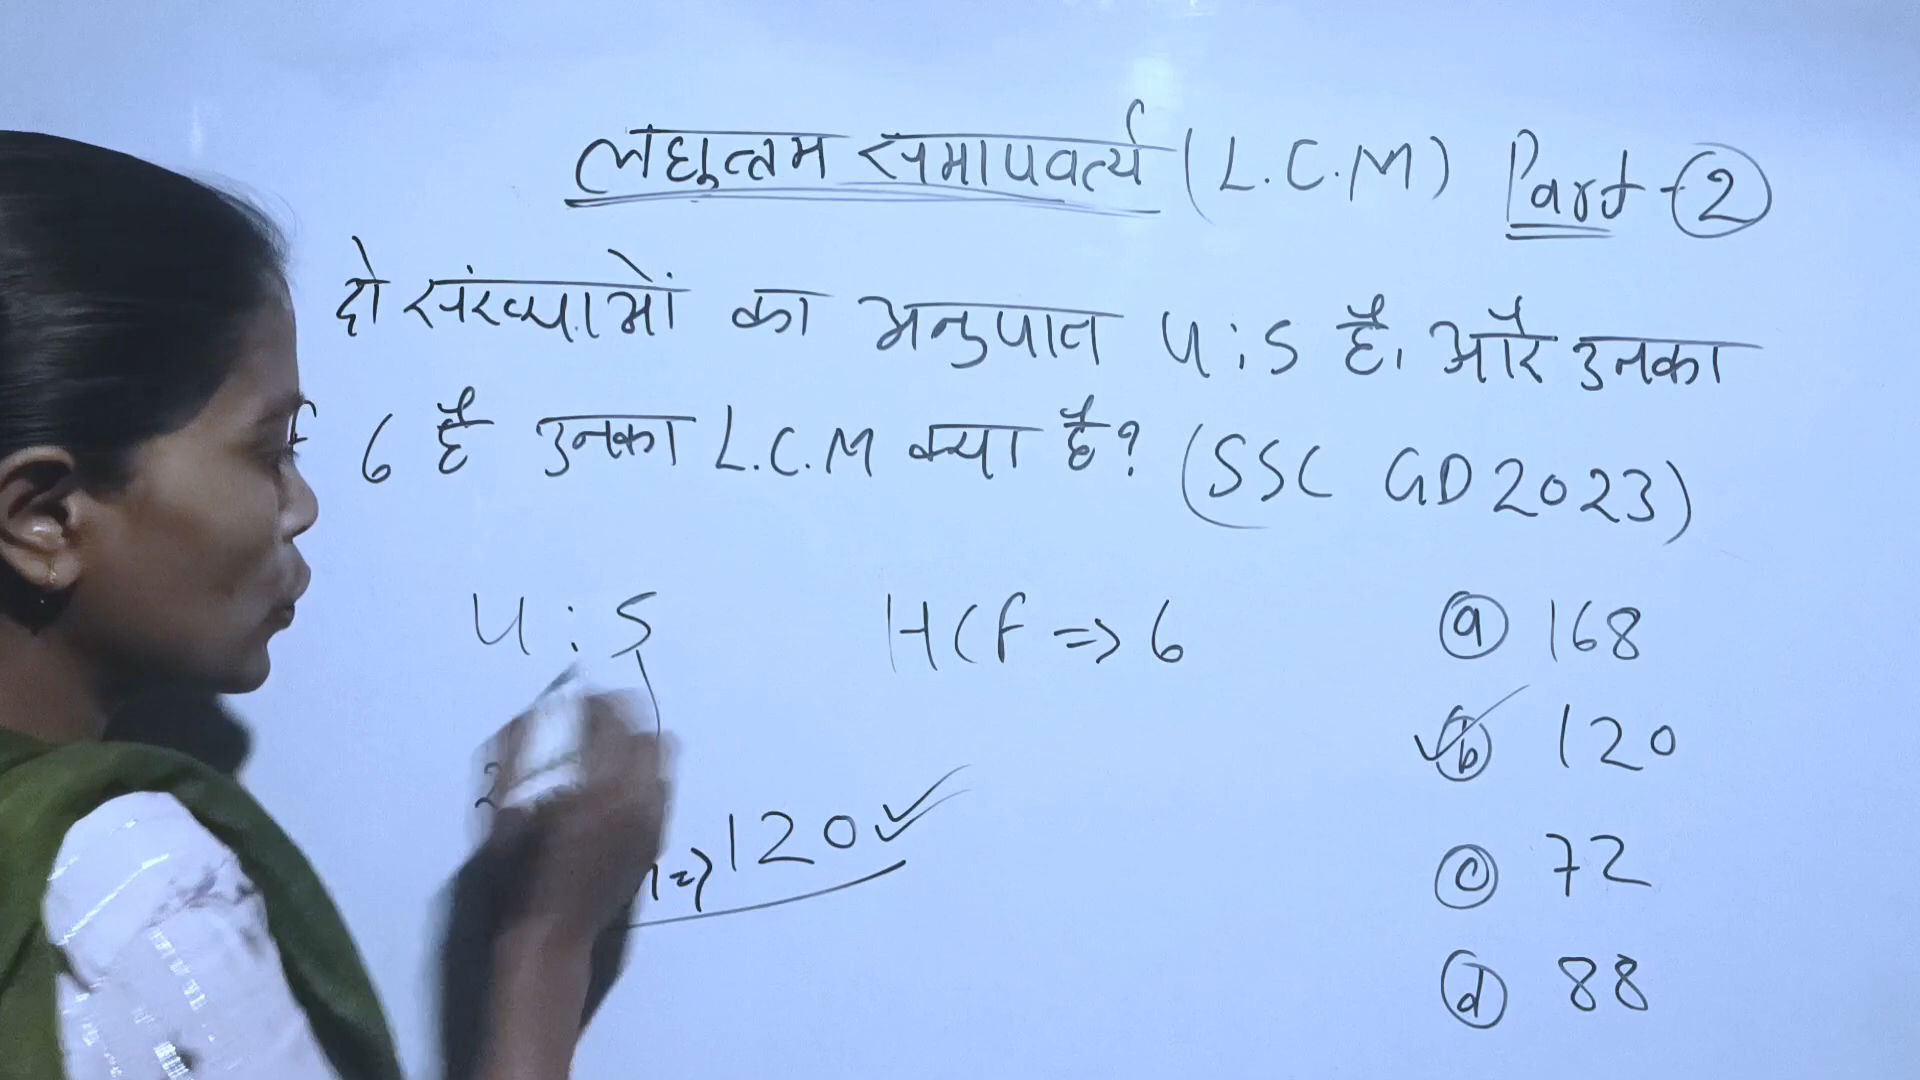 लघुत्तम समापवर्त्य (L.C.M) Part-2
दो संख्याओं का अनुपात 4:5 है। और उनका
6 है उनका L.C.M क्या है? (SSC GD 2023)
4 : 5 HCF => 6
=> 120
(a) 168
(b) 120
(c) 72
(d) 88